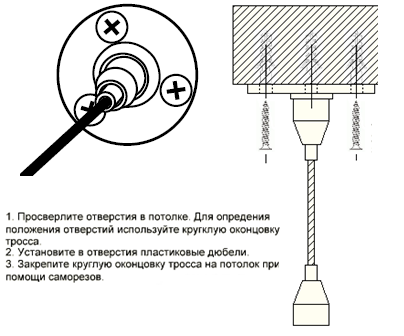 1. Просверлите отверстия в потолке. Для опредения
положения отверстий используйте кругклую оконцовку
тросса.
2. Установите в отверстия пластиковые дюбели.
3. Закрепите круглую оконцовку тросса на потолок при
помощи саморезов.